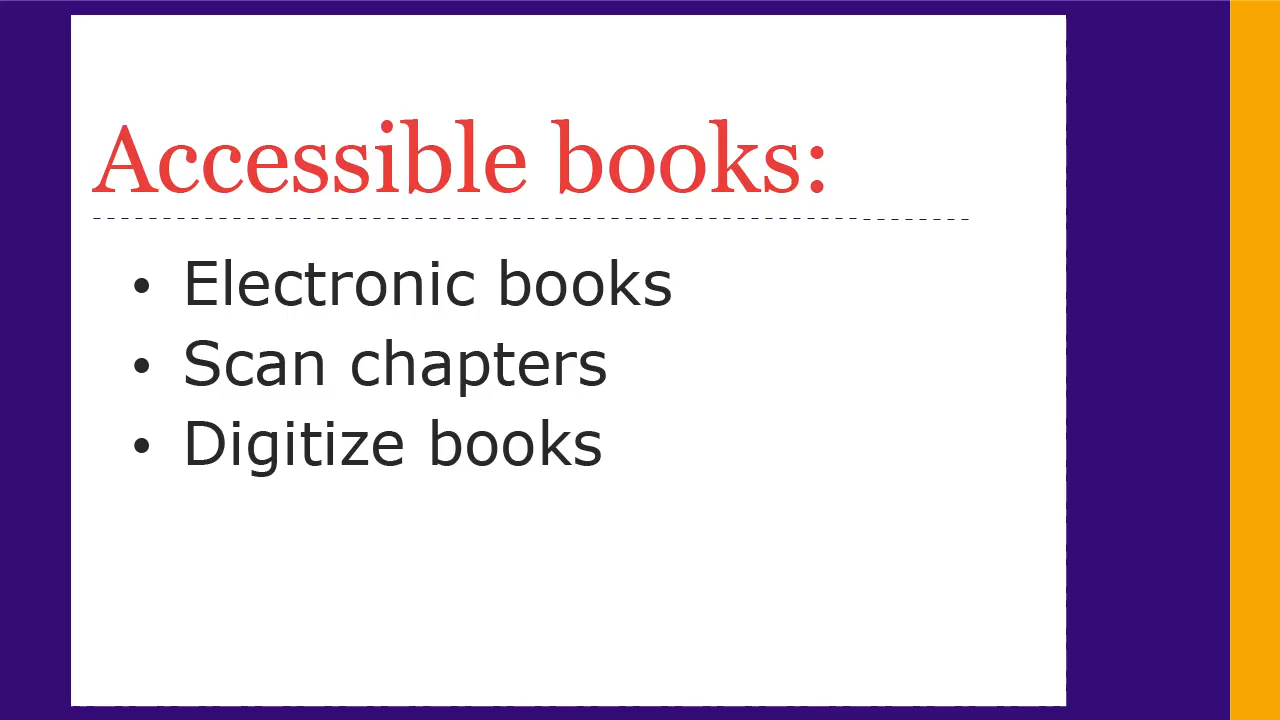 Accessible books:
• Electronic books
• Scan chapters
• Digitize books